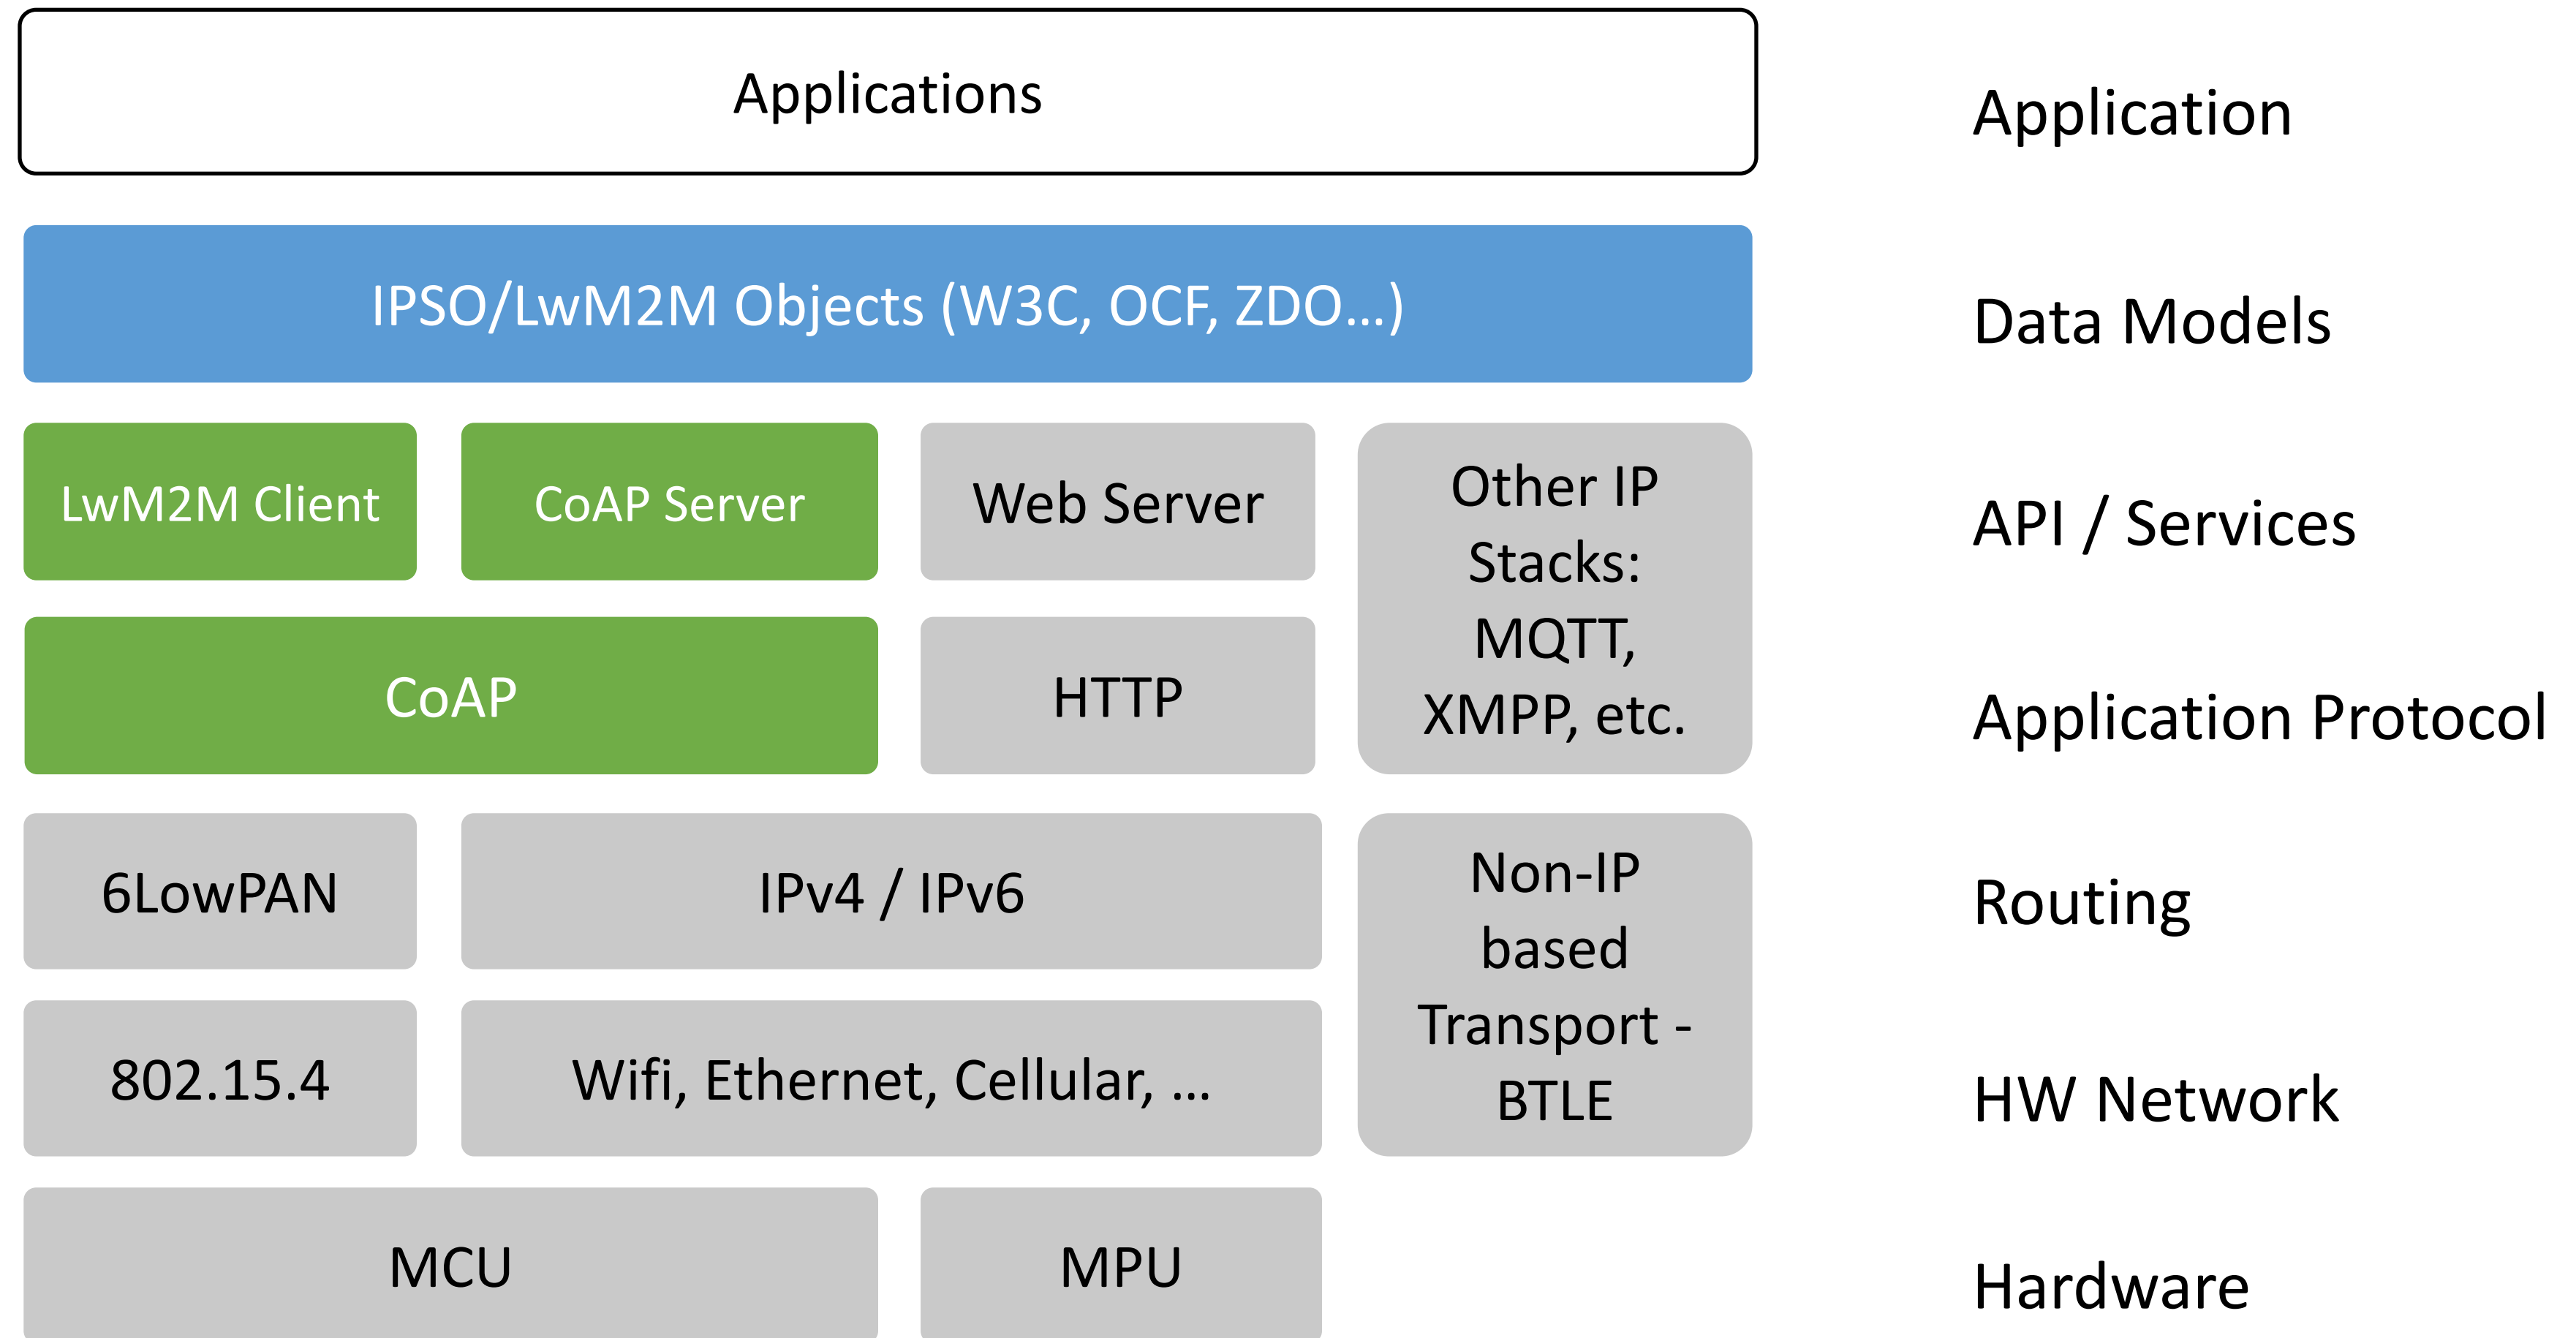 Applications
Application
IPSO/LwM2M Objects (W3C, OCF, ZDO...)
Data Models
LwM2M Client
CoAP Server
Web Server
Other IP
Stacks:
MQTT,
XMPP, etc.
API / Services
CoAP
HTTP
Application Protocol
6LowPAN
IPv4 / IPv6
Non-IP
based
Transport -
BTLE
Routing
802.15.4
Wifi, Ethernet, Cellular, ...
HW Network
MCU
MPU
Hardware